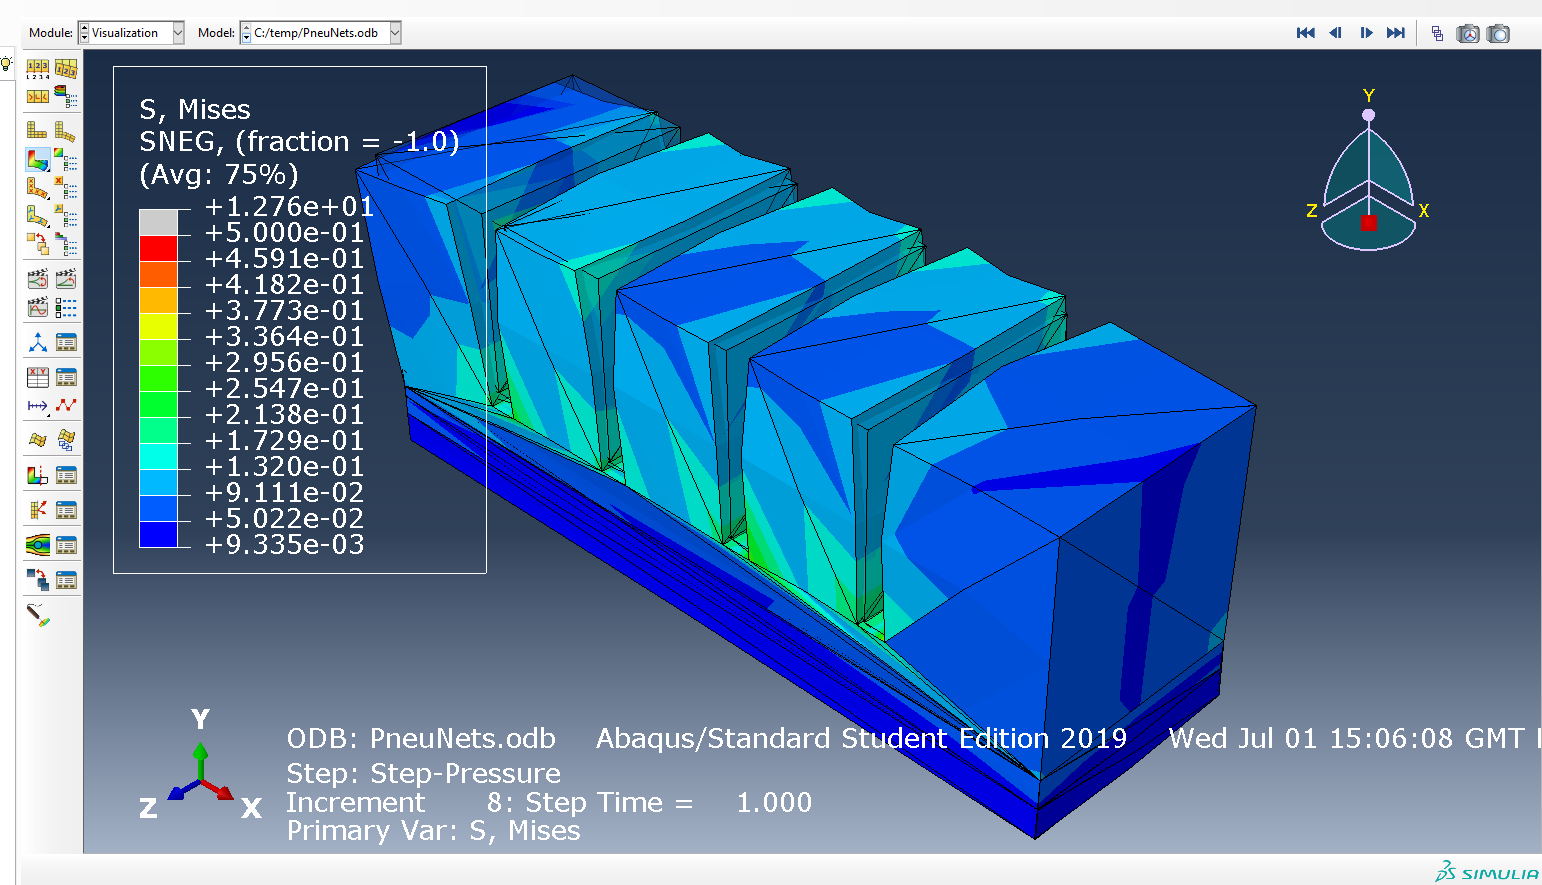 Module: Visualization Model: C:/temp/PneuNets.odb
S, Mises
SNEG, (fraction = -1.0)
(Avg: 75%)
+1.276e+01
+5.000e-01
+4.591e-01
+4.182e-01
+3.773e-01
+3.364e-01
+2.956e-01
+2.547e-01
+2.138e-01
+1.729e-01
+1.320e-01
+9.111e-02
+5.022e-02
+9.335e-03
Y
Z X
Y
Z X
ODB: PneuNets.odb Abaqus/Standard Student Edition 2019 Wed Jul 01 15:06:08 GMT
Step: Step-Pressure
Increment 8: Step Time = 1.000
Primary Var: S, Mises
SIMULIA